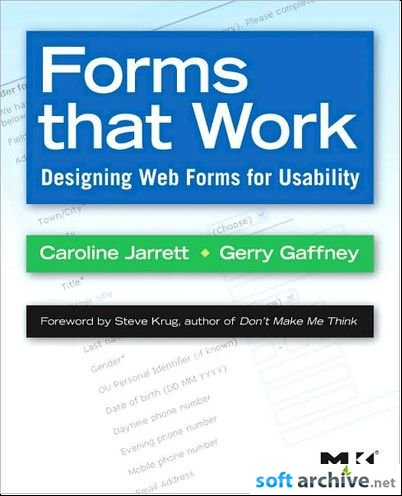 Please complete
Forms
that Work
Designing Web Forms for Usability
Town/City*
(Choose)
Caroline Jarrett Gerry Gaffney
Title*
Foreword by Steve Krug, author of Don't Make Me Think
Last name
Gender*
OU Personal Identifier (if known)
Date of birth (DD MM YYYY)
Daytime phone number
Evening phone number
Mobile phone number
Email Address
MK
softarchive.net